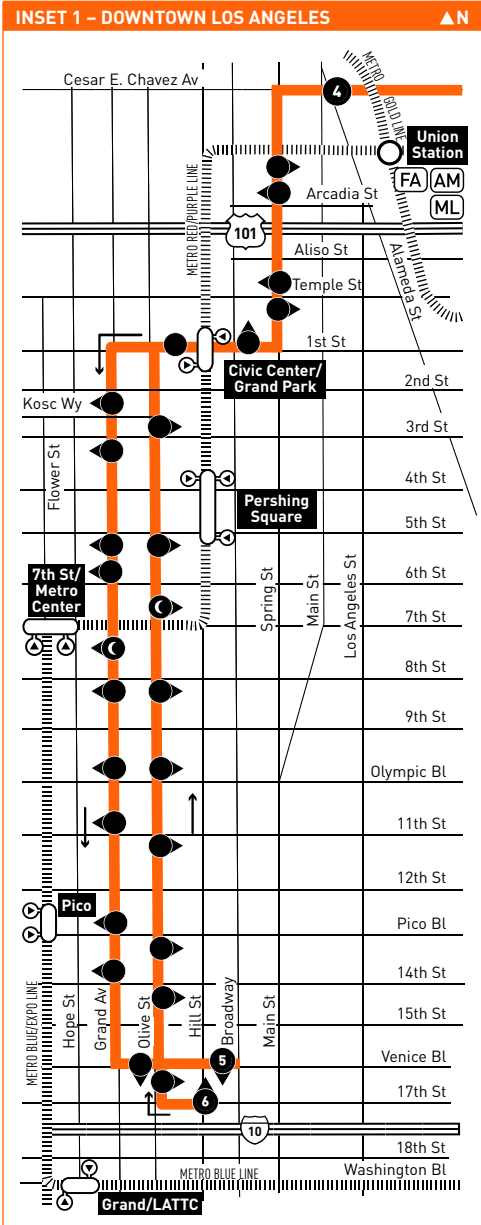 INSET 1 – DOWNTOWN LOS ANGELES
N
Cesar E. Chavez Av
4
METRO GOLD LINE
Union
Station
FA AM
ML
METRO RED/PURPLE LINE
Arcadia St
101
Aliso St
Alameda St
Temple St
1st St
Civic Center/
Grand Park
2nd St
Kosc Wy
3rd St
Flower St
4th St
Pershing
Square
5th St
6th St
7th St/
Metro
Center
Spring St
Main St
Los Angeles St
7th St
8th St
9th St
Olympic Bl
11th St
12th St
Pico
Pico Bl
14th St
METRO BLUE/EXPO LINE
Hope St
Grand Av
Olive St
Hill St
Broadway
Main St
15th St
5
Venice Bl
6
17th St
10
18th St
METRO BLUE LINE
Washington Bl
Grand/LATTC